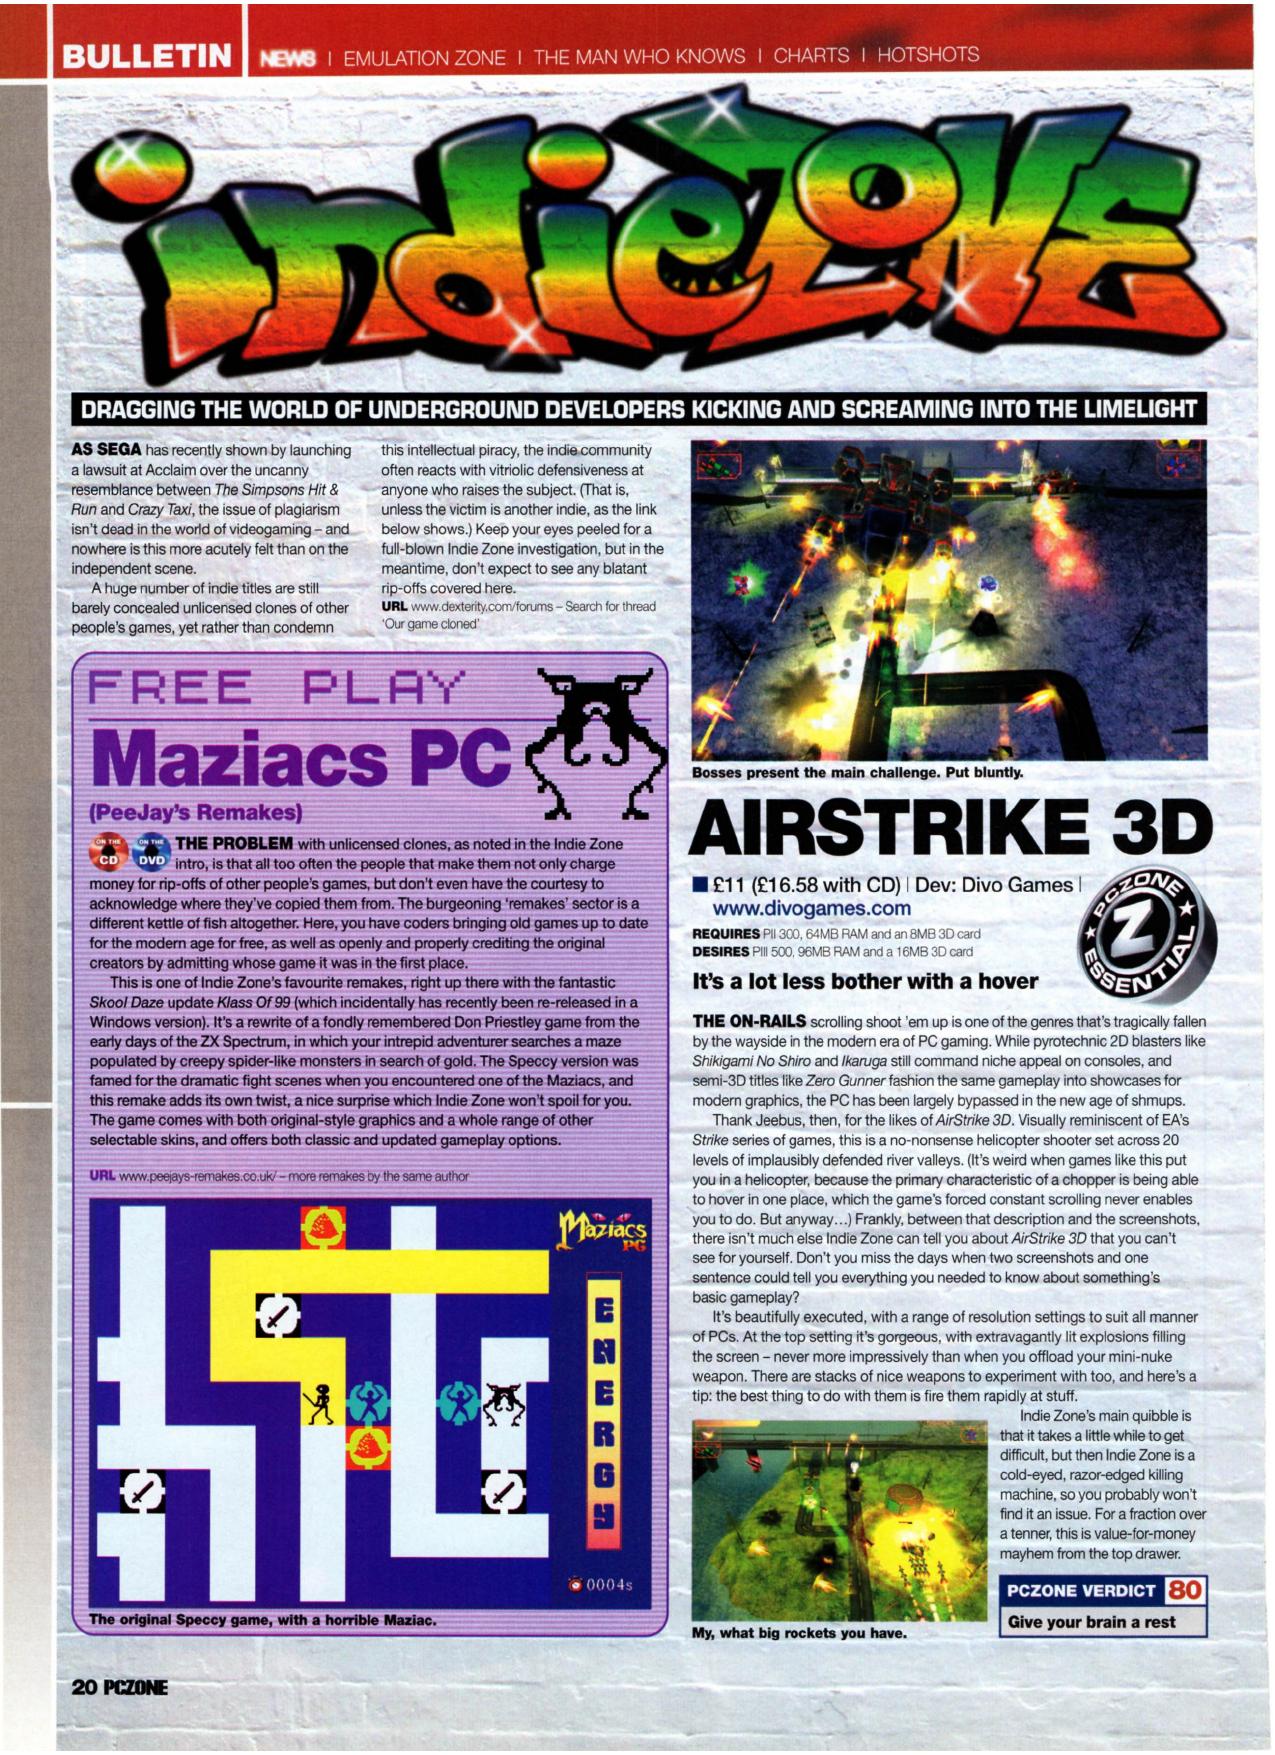 BULLETIN
NEWS | EMULATION ZONE | THE MAN WHO KNOWS | CHARTS | HOTSHOTS
indieZONE
DRAGGING THE WORLD OF UNDERGROUND DEVELOPERS KICKING AND SCREAMING INTO THE LIMELIGHT
AS SEGA has recently shown by launching
a lawsuit at Acclaim over the uncanny
resemblance between The Simpsons Hit &
Run and Crazy Taxi, the issue of plagiarism
isn't dead in the world of videogaming – and
nowhere is this more acutely felt than on the
independent scene.
A huge number of indie titles are still
barely concealed unlicensed clones of other
people's games, yet rather than condemn
this intellectual piracy, the indie community
often reacts with vitriolic defensiveness at
anyone who raises the subject. (That is,
unless the victim is another indie, as the link
below shows.) Keep your eyes peeled for a
full-blown Indie Zone investigation, but in the
meantime, don't expect to see any blatant
rip-offs covered here.
URL www.dexterity.com/forums – Search for thread
'Our game cloned'
FREE PLAY
Maziacs PC
(PeeJay's Remakes)
ON THE CD ON THE DVD
THE PROBLEM with unlicensed clones, as noted in the Indie Zone
intro, is that all too often the people that make them not only charge
money for rip-offs of other people's games, but don't even have the courtesy to
acknowledge where they've copied them from. The burgeoning 'remakes' sector is a
different kettle of fish altogether. Here, you have coders bringing old games up to date
for the modern age for free, as well as openly and properly crediting the original
creators by admitting whose game it was in the first place.
This is one of Indie Zone's favourite remakes, right up there with the fantastic
Skool Daze update Klass Of 99 (which incidentally has recently been re-released in a
Windows version). It's a rewrite of a fondly remembered Don Priestley game from the
early days of the ZX Spectrum, in which your intrepid adventurer searches a maze
populated by creepy spider-like monsters in search of gold. The Speccy version was
famed for the dramatic fight scenes when you encountered one of the Maziacs, and
this remake adds its own twist, a nice surprise which Indie Zone won't spoil for you.
The game comes with both original-style graphics and a whole range of other
selectable skins, and offers both classic and updated gameplay options.
URL www.peejays-remakes.co.uk/ – more remakes by the same author
Maziacs
PC
ENERGY
0004s
The original Speccy game, with a horrible Maziac.
Bosses present the main challenge. Put bluntly.
AIRSTRIKE 3D
£11 (£16.58 with CD) | Dev: Divo Games |
www.divogames.com
REQUIRES PII 300, 64MB RAM and an 8MB 3D card
DESIRES PIII 500, 96MB RAM and a 16MB 3D card
PCZONE
Z
ESSENTIAL
It's a lot less bother with a hover
THE ON-RAILS scrolling shoot 'em up is one of the genres that's tragically fallen
by the wayside in the modern era of PC gaming. While pyrotechnic 2D blasters like
Shikigami No Shiro and Ikaruga still command niche appeal on consoles, and
semi-3D titles like Zero Gunner fashion the same gameplay into showcases for
modern graphics, the PC has been largely bypassed in the new age of shmups.
Thank Jeebus, then, for the likes of AirStrike 3D. Visually reminiscent of EA's
Strike series of games, this is a no-nonsense helicopter shooter set across 20
levels of implausibly defended river valleys. (It's weird when games like this put
you in a helicopter, because the primary characteristic of a chopper is being able
to hover in one place, which the game's forced constant scrolling never enables
you to do. But anyway...) Frankly, between that description and the screenshots,
there isn't much else Indie Zone can tell you about AirStrike 3D that you can't
see for yourself. Don't you miss the days when two screenshots and one
sentence could tell you everything you needed to know about something's
basic gameplay?
It's beautifully executed, with a range of resolution settings to suit all manner
of PCs. At the top setting it's gorgeous, with extravagantly lit explosions filling
the screen – never more impressively than when you offload your mini-nuke
weapon. There are stacks of nice weapons to experiment with too, and here's a
tip: the best thing to do with them is fire them rapidly at stuff.
Indie Zone's main quibble is
that it takes a little while to get
difficult, but then Indie Zone is a
cold-eyed, razor-edged killing
machine, so you probably won't
find it an issue. For a fraction over
a tenner, this is value-for-money
mayhem from the top drawer.
My, what big rockets you have.
PCZONE VERDICT 80
Give your brain a rest
20 PCZONE